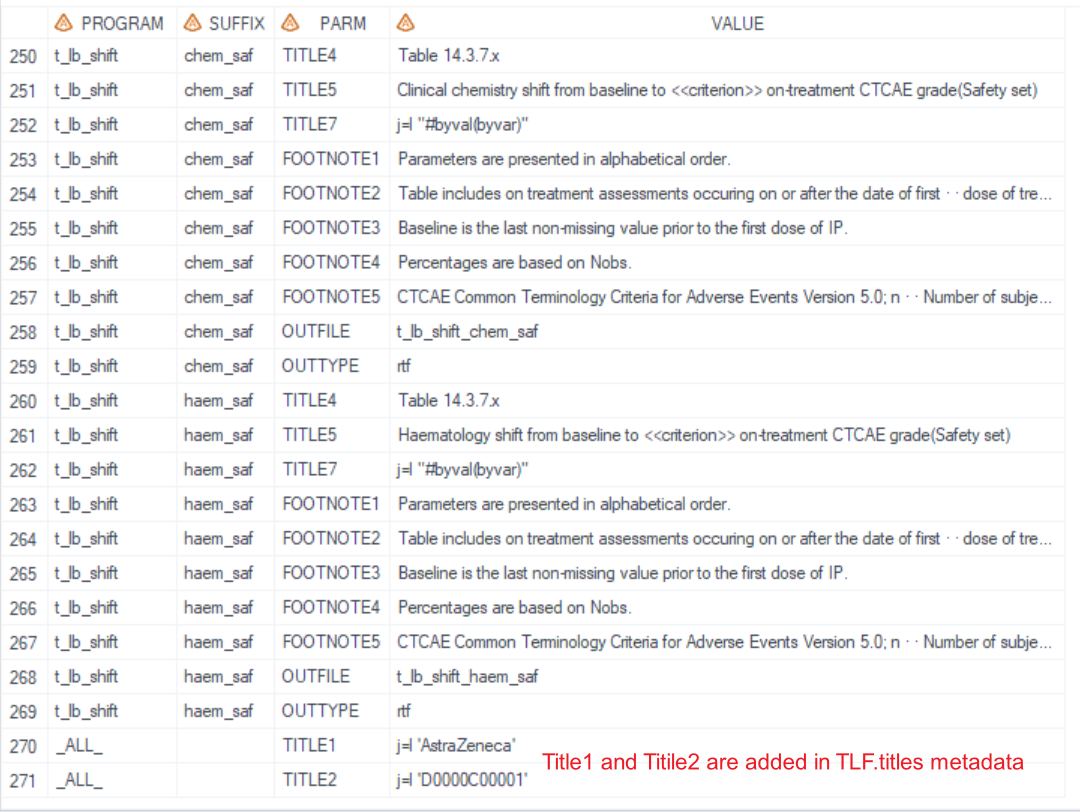 PROGRAM SUFFIX PARM VALUE
250 t_lb_shift chem_saf TITLE4 Table 14.3.7.x
251 t_lb_shift chem_saf TITLE5 Clinical chemistry shift from baseline to <<criterion>> on-treatment CTCAE grade(Safety set)
252 t_lb_shift chem_saf TITLE7 j=l "#byval(byvar)"
253 t_lb_shift chem_saf FOOTNOTE1 Parameters are presented in alphabetical order.
254 t_lb_shift chem_saf FOOTNOTE2 Table includes on treatment assessments occuring on or after the date of first · · dose of tre...
255 t_lb_shift chem_saf FOOTNOTE3 Baseline is the last non-missing value prior to the first dose of IP.
256 t_lb_shift chem_saf FOOTNOTE4 Percentages are based on Nobs.
257 t_lb_shift chem_saf FOOTNOTE5 CTCAE Common Terminology Criteria for Adverse Events Version 5.0; n · · Number of subje...
258 t_lb_shift chem_saf OUTFILE t_lb_shift_chem_saf
259 t_lb_shift chem_saf OUTTYPE rtf
260 t_lb_shift haem_saf TITLE4 Table 14.3.7.x
261 t_lb_shift haem_saf TITLE5 Haematology shift from baseline to <<criterion>> on-treatment CTCAE grade(Safety set)
262 t_lb_shift haem_saf TITLE7 j=l "#byval(byvar)"
263 t_lb_shift haem_saf FOOTNOTE1 Parameters are presented in alphabetical order.
264 t_lb_shift haem_saf FOOTNOTE2 Table includes on treatment assessments occuring on or after the date of first · · dose of tre...
265 t_lb_shift haem_saf FOOTNOTE3 Baseline is the last non-missing value prior to the first dose of IP.
266 t_lb_shift haem_saf FOOTNOTE4 Percentages are based on Nobs.
267 t_lb_shift haem_saf FOOTNOTE5 CTCAE Common Terminology Criteria for Adverse Events Version 5.0; n · · Number of subje...
268 t_lb_shift haem_saf OUTFILE t_lb_shift_haem_saf
269 t_lb_shift haem_saf OUTTYPE rtf
270 _ALL_ TITLE1 j=l 'AstraZeneca'
Title1 and Titile2 are added in TLF.titles metadata
271 _ALL_ TITLE2 j=l 'D0000C00001'